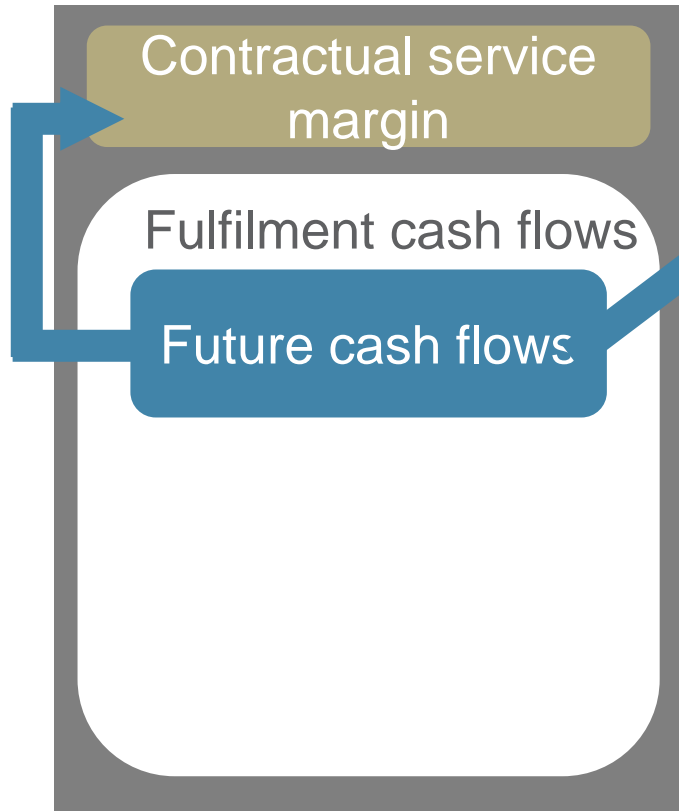 Contractual service
margin
Fulfilment cash flows
Future cash flows